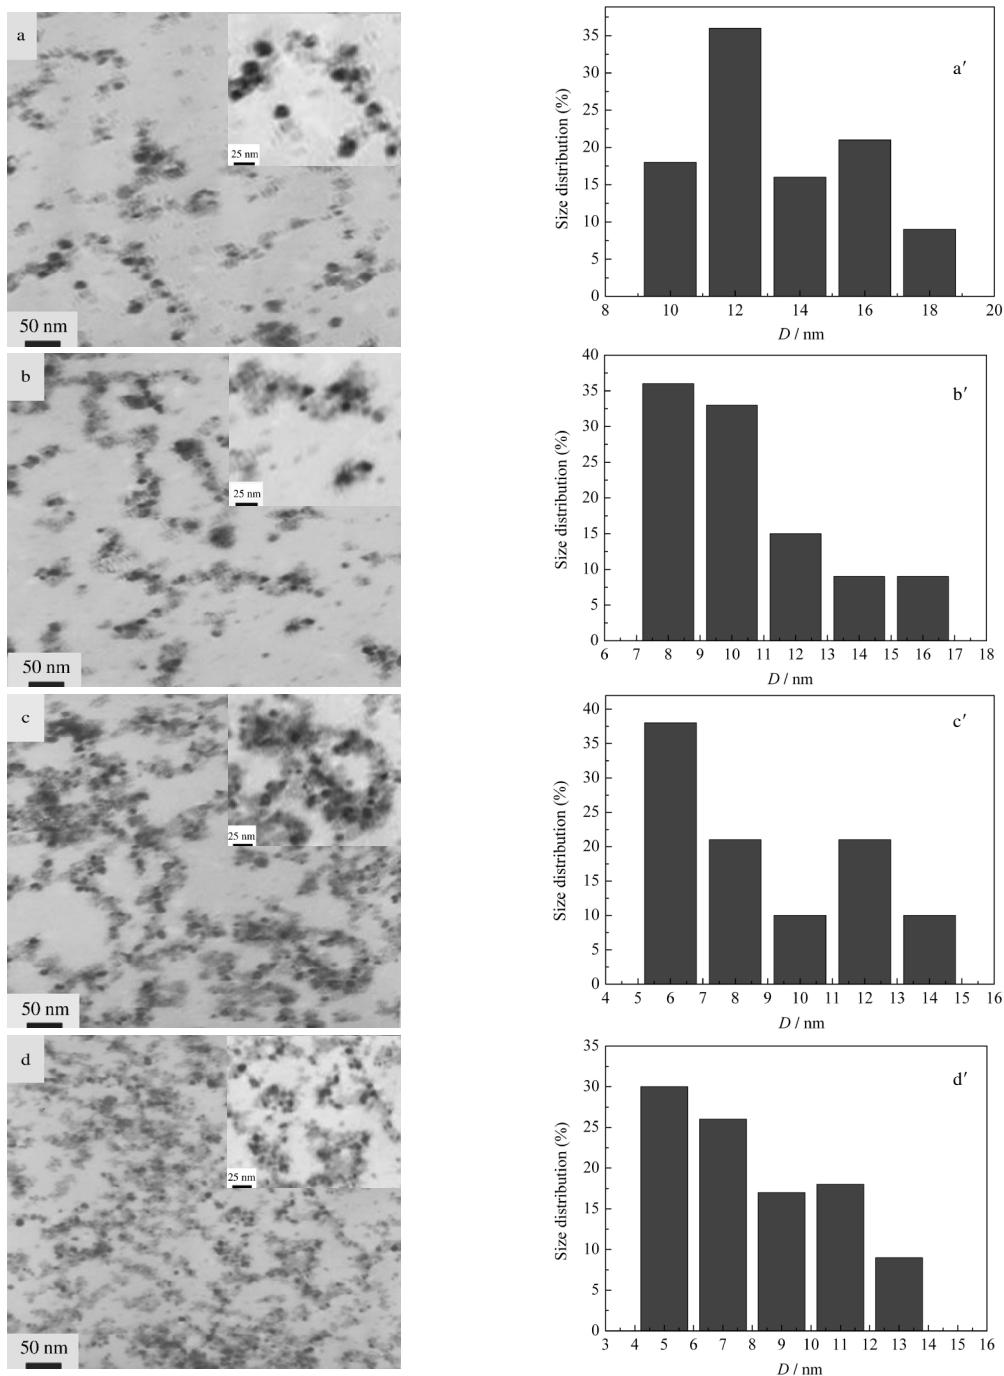 a
25 nm
50 nm
Size distribution (%)
35
30
25
20
15
10
5
0
a′
8 10 12 14 16 18 20
D / nm
b
25 nm
50 nm
Size distribution (%)
40
35
30
25
20
15
10
5
0
b′
6 7 8 9 10 11 12 13 14 15 16 17 18
D / nm
c
25 nm
50 nm
Size distribution (%)
40
35
30
25
20
15
10
5
0
c′
4 5 6 7 8 9 10 11 12 13 14 15 16
D / nm
d
25 nm
50 nm
Size distribution (%)
35
30
25
20
15
10
5
0
d′
3 4 5 6 7 8 9 10 11 12 13 14 15 16
D / nm